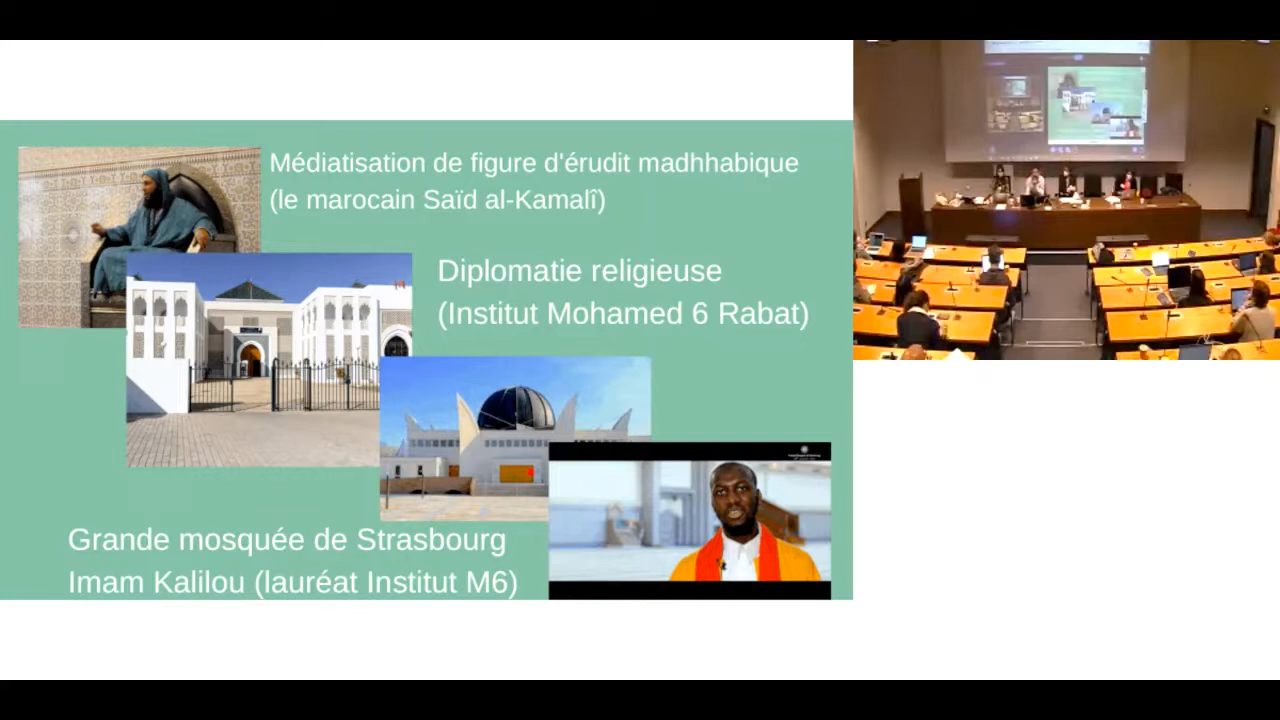 Médiatisation de figure d'érudit madhhabique
(le marocain Saïd al-Kamalî)
Diplomatie religieuse
(Institut Mohamed 6 Rabat)
Grande mosquée de Strasbourg
Imam Kalilou (lauréat Institut M6)